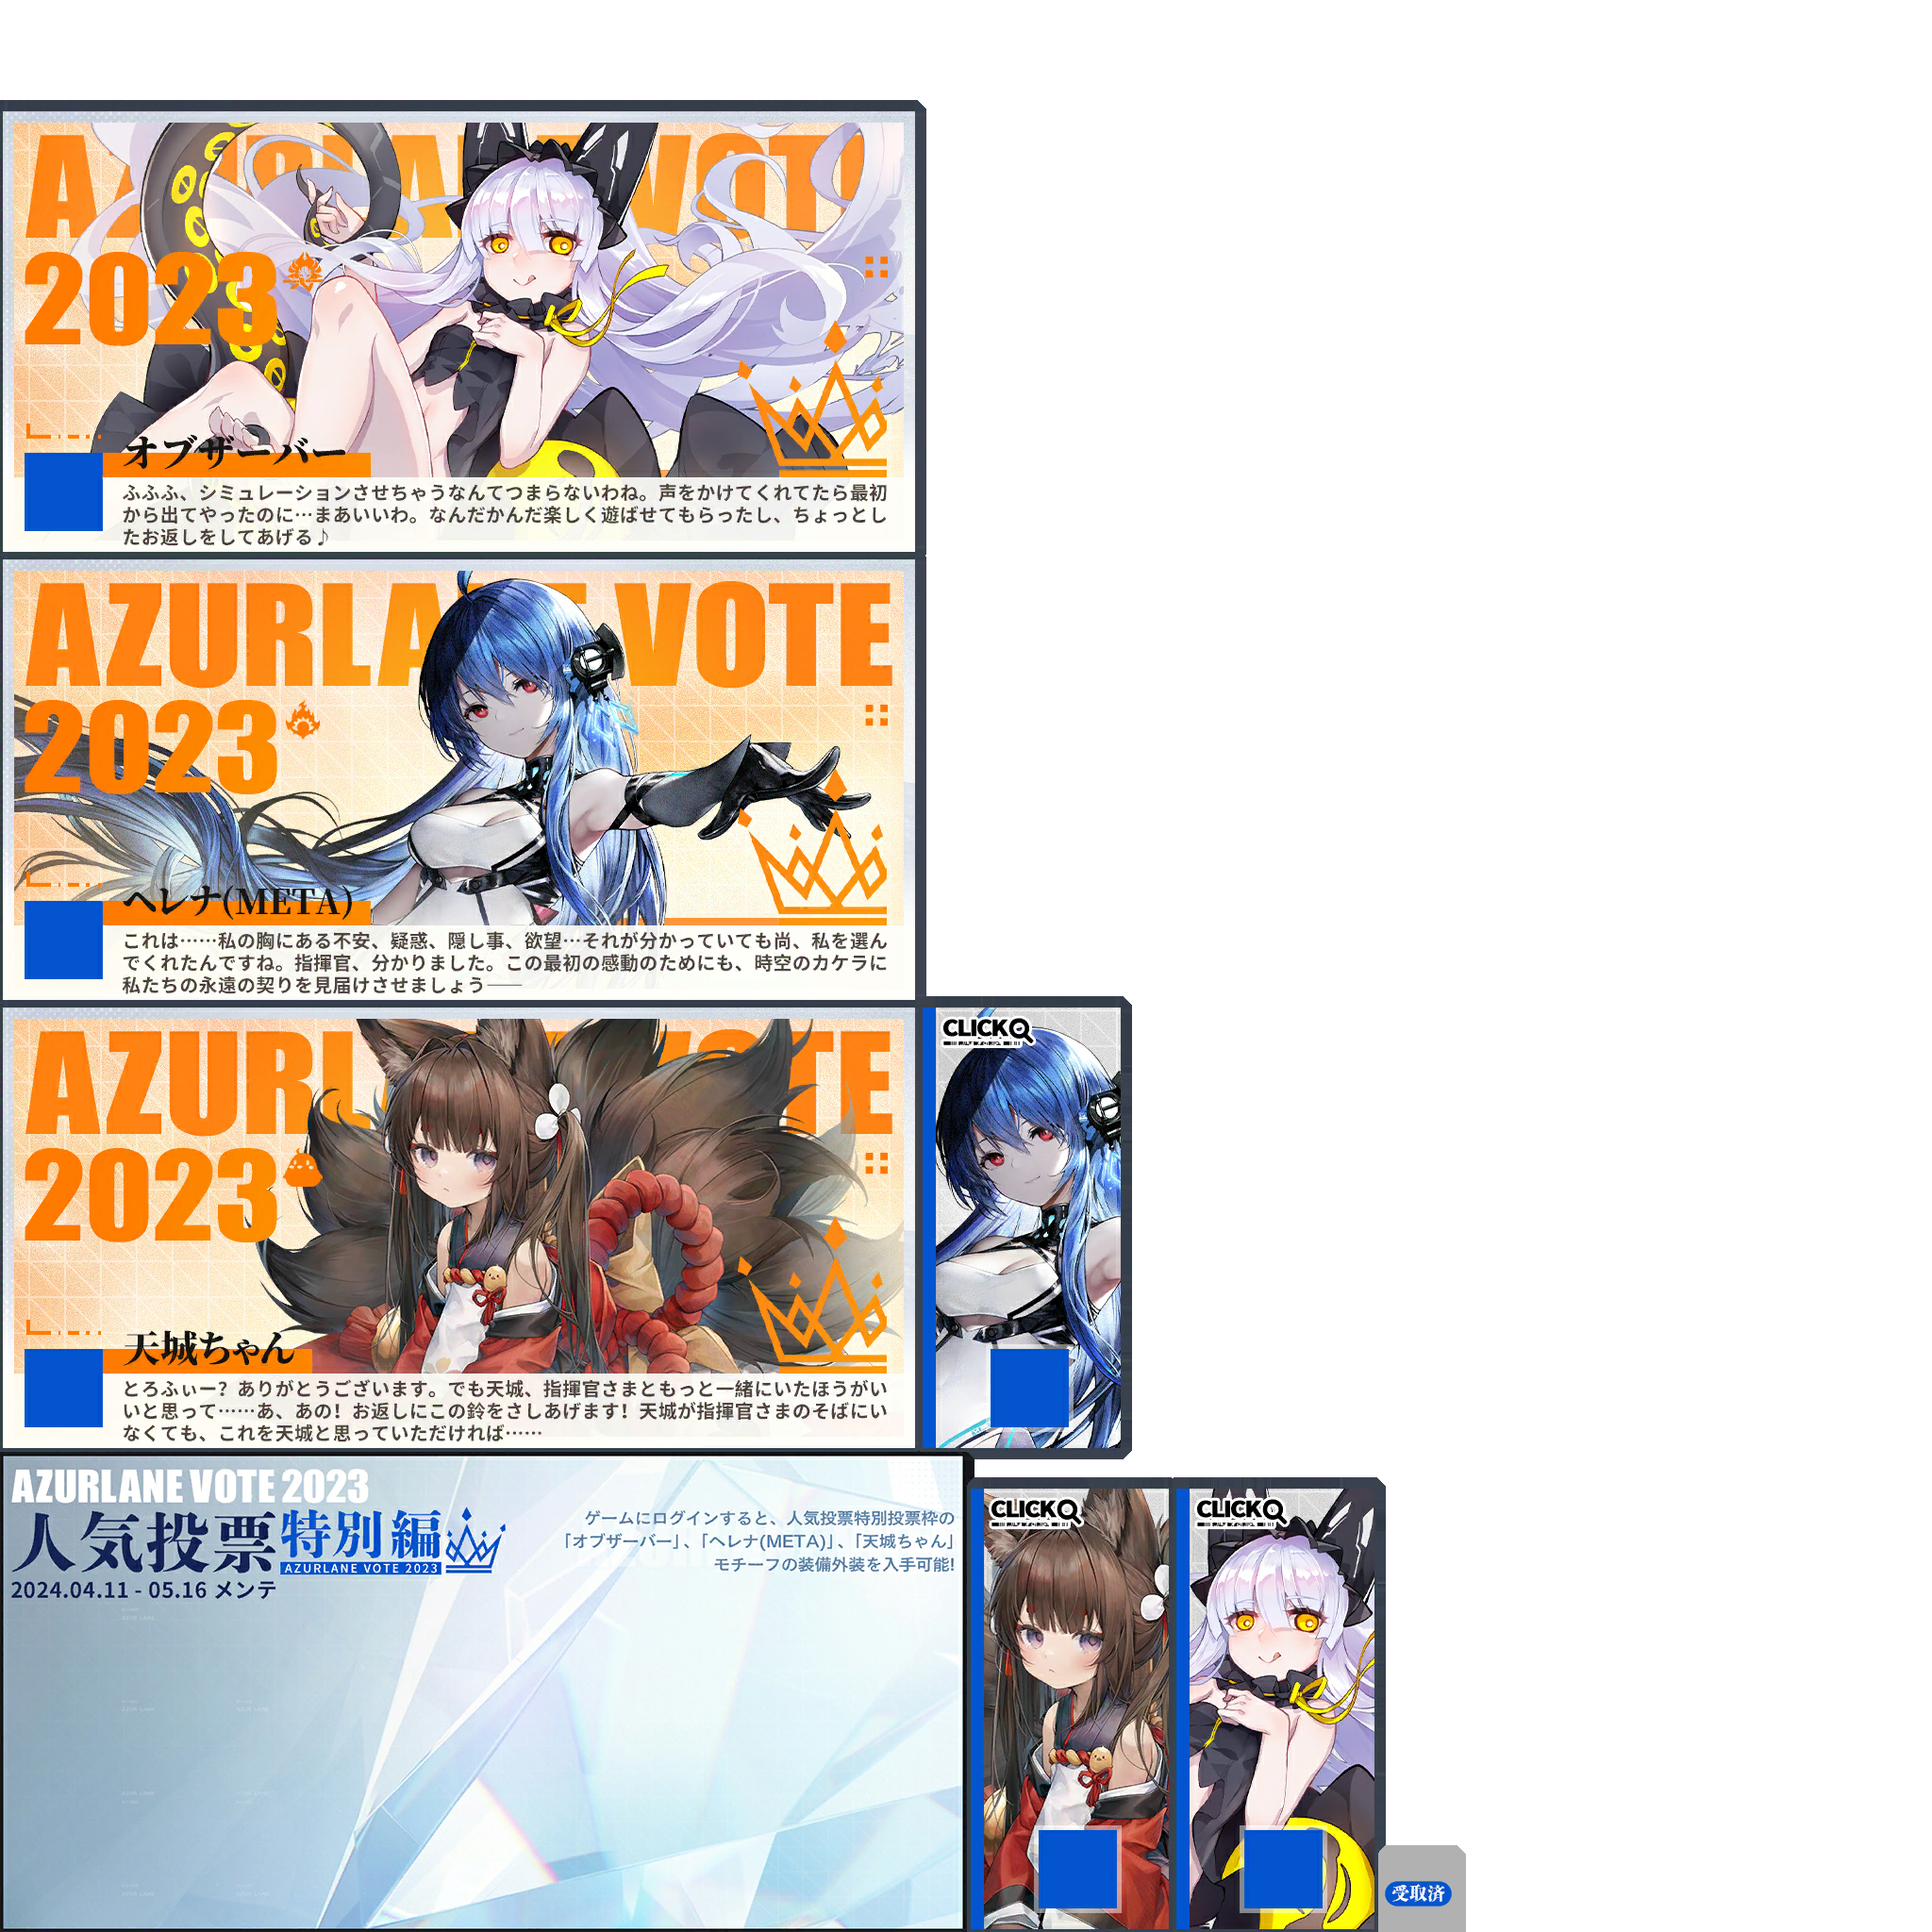 AZURLANE VOTE
2023
オブザーバー
ふふふ、シミュレーションさせちゃうなんてつまらないわね。声をかけてくれてたら最初
から出てやったのに…まあいいわ。なんだかんだ楽しく遊ばせてもらったし、ちょっとし
たお返しをしてあげる♪
AZURLANE VOTE
2023
ヘレナ(META)
これは……私の胸にある不安、疑惑、隠し事、欲望…それが分かっていても尚、私を選ん
でくれたんですね。指揮官、分かりました。この最初の感動のためにも、時空のカケラに
私たちの永遠の契りを見届けさせましょう——
AZURLANE VOTE
2023
天城ちゃん
とろふぃー？ありがとうございます。でも天城、指揮官さまともっと一緒にいたほうがい
いと思って……あ、あの！お返しにこの鈴をさしあげます！天城が指揮官さまのそばにい
なくても、これを天城と思っていただければ……
CLICK
AZURLANE VOTE 2023
人気投票特別編
AZURLANE VOTE 2023
2024.04.11 - 05.16 メンテ
ゲームにログインすると、人気投票特別投票枠の
「オブザーバー」、「ヘレナ(META)」、「天城ちゃん」
モチーフの装備外装を入手可能!
CLICK
CLICK
受取済